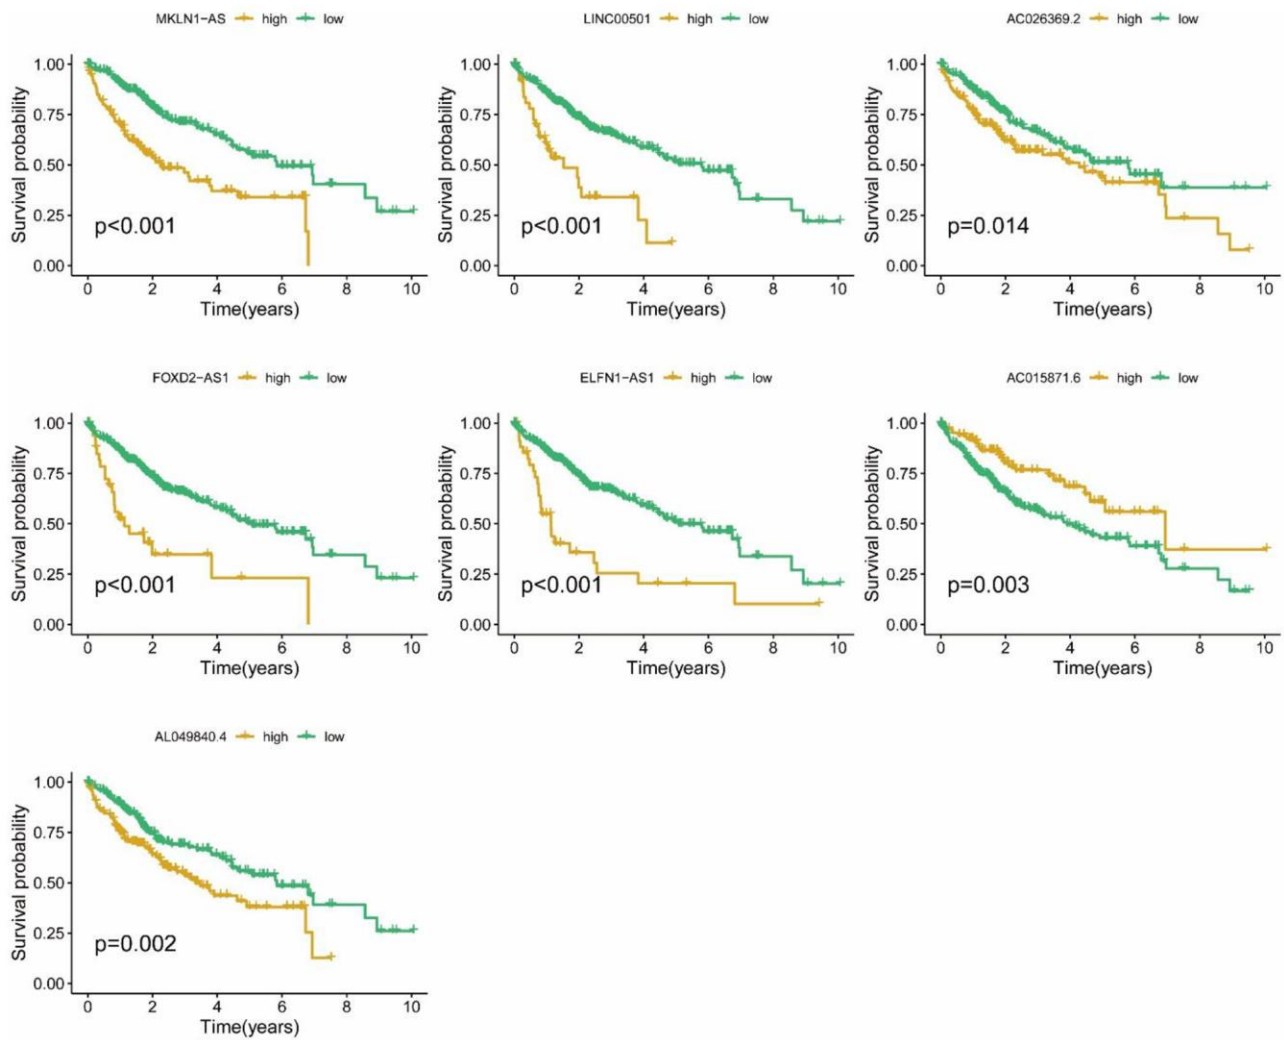 MKLN1−AS high low
Survival probability
1.00
0.75
0.50
0.25
0.00
p<0.001
0 2 4 6 8 10
Time(years)
LINC00501 high low
Survival probability
1.00
0.75
0.50
0.25
0.00
p<0.001
0 2 4 6 8 10
Time(years)
AC026369.2 high low
Survival probability
1.00
0.75
0.50
0.25
0.00
p=0.014
0 2 4 6 8 10
Time(years)
FOXD2−AS1 high low
Survival probability
1.00
0.75
0.50
0.25
0.00
p<0.001
0 2 4 6 8 10
Time(years)
ELFN1−AS1 high low
Survival probability
1.00
0.75
0.50
0.25
0.00
p<0.001
0 2 4 6 8 10
Time(years)
AC015871.6 high low
Survival probability
1.00
0.75
0.50
0.25
0.00
p=0.003
0 2 4 6 8 10
Time(years)
AL049840.4 high low
Survival probability
1.00
0.75
0.50
0.25
0.00
p=0.002
0 2 4 6 8 10
Time(years)